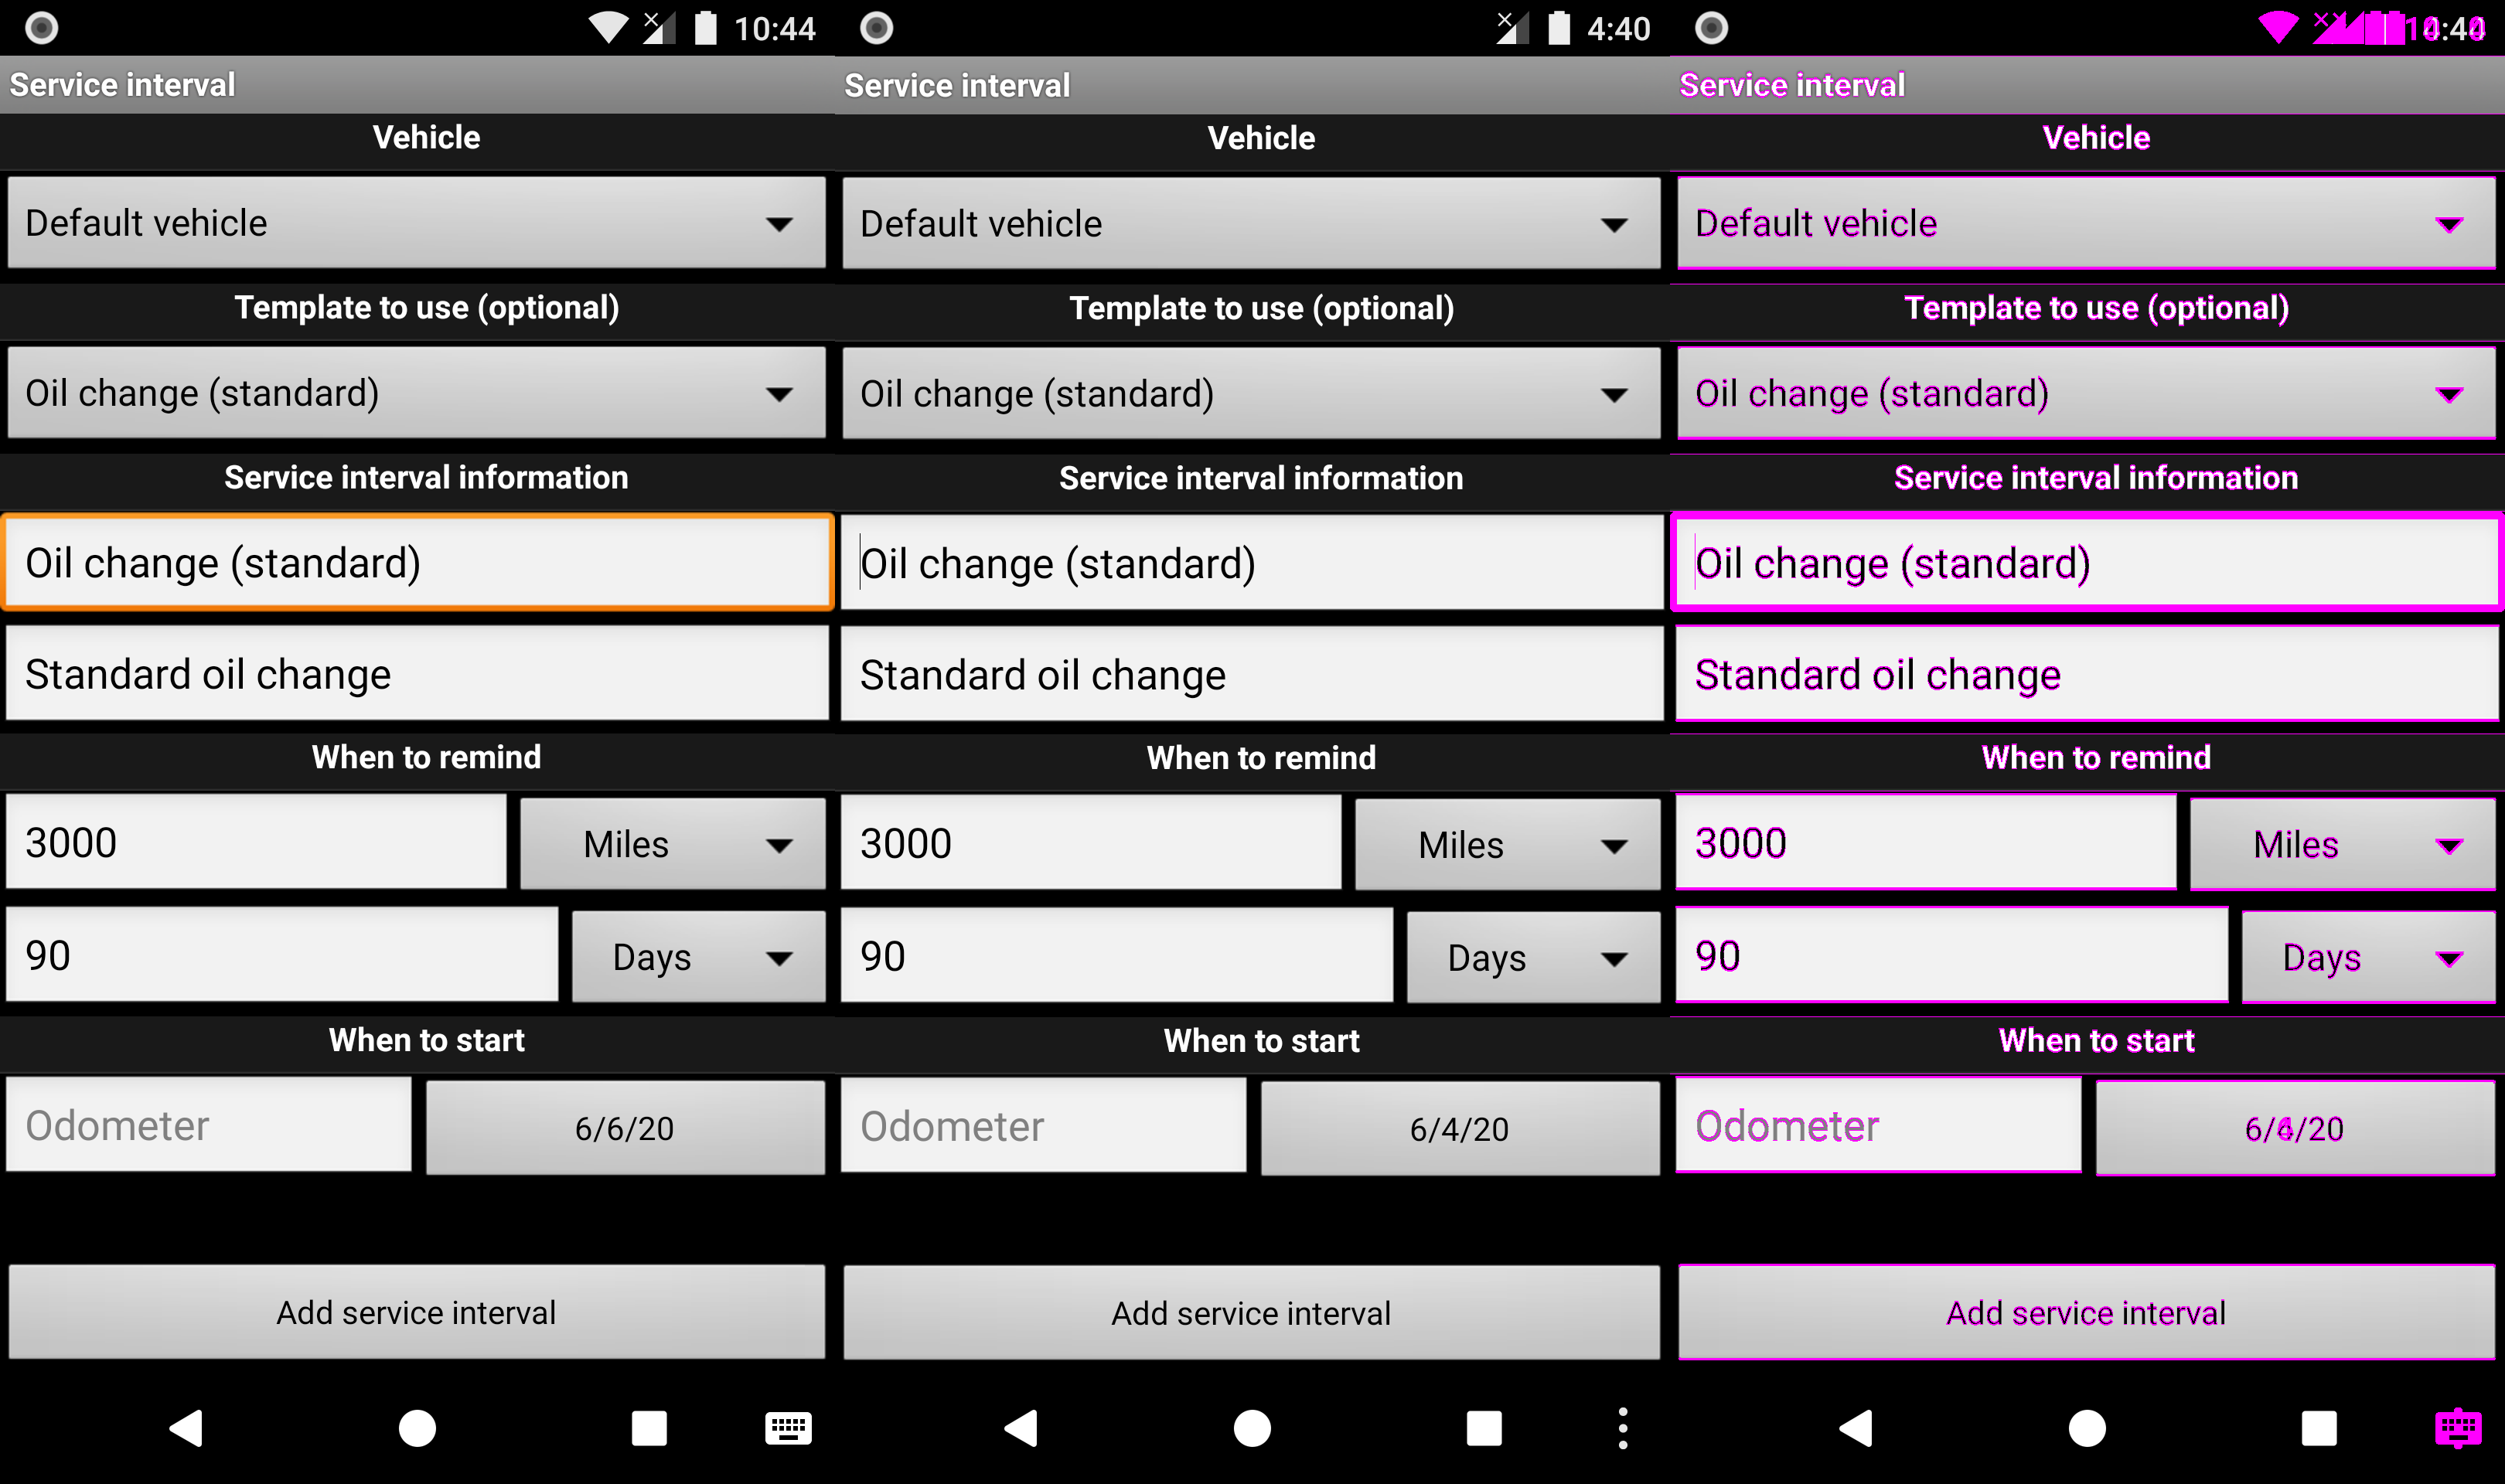 10:44
Service interval
Vehicle
Default vehicle
Template to use (optional)
Oil change (standard)
Service interval information
Oil change (standard)
Standard oil change
When to remind
3000 Miles
90 Days
When to start
Odometer 6/6/20
Add service interval
4:40
Service interval
Vehicle
Default vehicle
Template to use (optional)
Oil change (standard)
Service interval information
Oil change (standard)
Standard oil change
When to remind
3000 Miles
90 Days
When to start
Odometer 6/4/20
Add service interval
Service interval
Vehicle
Default vehicle
Template to use (optional)
Oil change (standard)
Service interval information
Oil change (standard)
Standard oil change
When to remind
3000 Miles
90 Days
When to start
Odometer
Add service interval